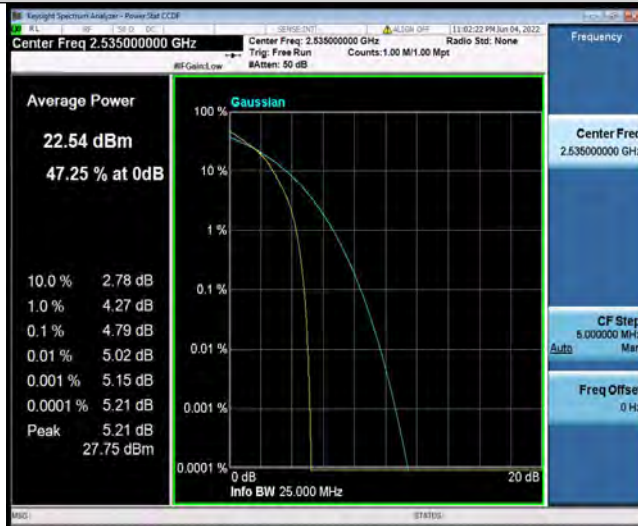 Keysight Spectrum Analyzer - Power Stat CCDF
RL RF 50 Ω DC SENSE:INT ALIGN OFF 11:02:22 PM Jun 04, 2022
Center Freq 2.535000000 GHz
Center Freq: 2.535000000 GHz Radio Std: None
Trig: Free Run Counts:1.00 M/1.00 Mpt
#IFGain:Low #Atten: 50 dB
Frequency
Average Power
22.54 dBm
47.25 % at 0dB
10.0 % 2.78 dB
1.0 % 4.27 dB
0.1 % 4.79 dB
0.01 % 5.02 dB
0.001 % 5.15 dB
0.0001 % 5.21 dB
Peak 5.21 dB
27.75 dBm
Gaussian
100 %
10 %
1 %
0.1 %
0.01 %
0.001 %
0.0001 %
0 dB 20 dB
Info BW 25.000 MHz
Center Freq
2.535000000 GHz
CF Step
5.000000 MHz
Auto Man
Freq Offset
0 Hz
MSG STATUS